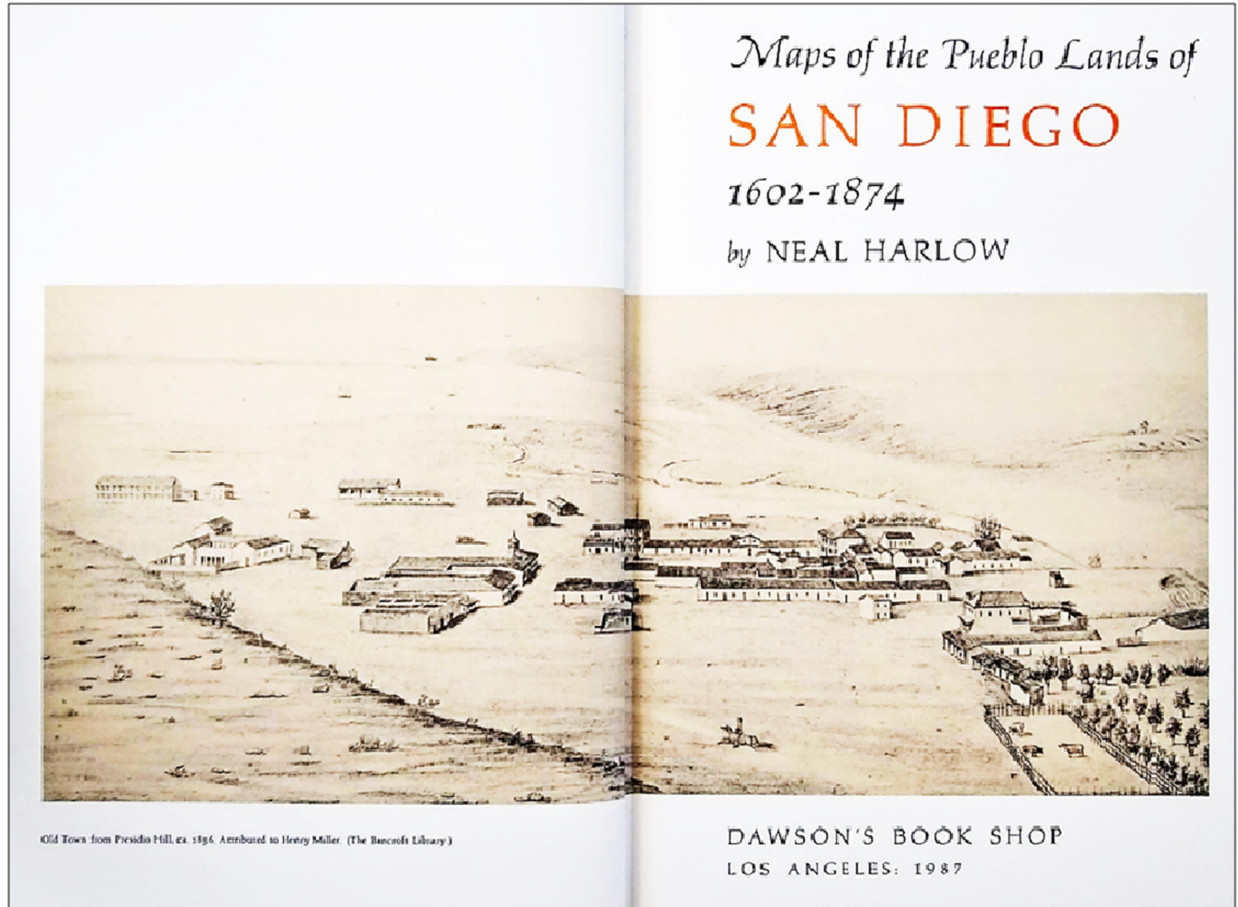 Maps of the Pueblo Lands of
SAN DIEGO
1602-1874
by NEAL HARLOW
Old Town from Presidio Hill, ca. 1856. Attributed to Henry Miller. (The Bancroft Library.)
DAWSON'S BOOK SHOP
LOS ANGELES: 1987